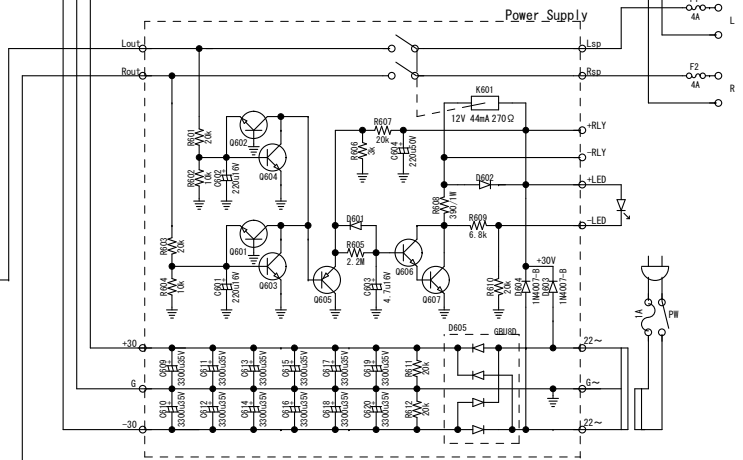 Power Supply
F1
4A
L
Lout
Lsp
Rout
Rsp
F2
4A
R
K601
12V 44mA 270Ω
R601
20k
Q602
R607
20k
R606
3k
C604
220u50V
+RLY
-RLY
R602
10k
C602
220u16V
Q604
D602
+LED
R608
390/1W
D601
R609
6.8k
-LED
R603
20k
Q601
R605
2.2M
Q606
+30V
R604
10k
C601
220u16V
Q603
Q605
C603
4.7u16V
Q607
R610
20k
D604
1N4007-B
D603
1N4007-B
1A
PW
D605
GBU8D
+30
22~
C609
3300u35V
C611
3300u35V
C613
3300u35V
C615
3300u35V
C617
3300u35V
C619
3300u35V
R611
20k
G
G~
C610
3300u35V
C612
3300u35V
C614
3300u35V
C616
3300u35V
C618
3300u35V
C620
3300u35V
R612
20k
-30
22~